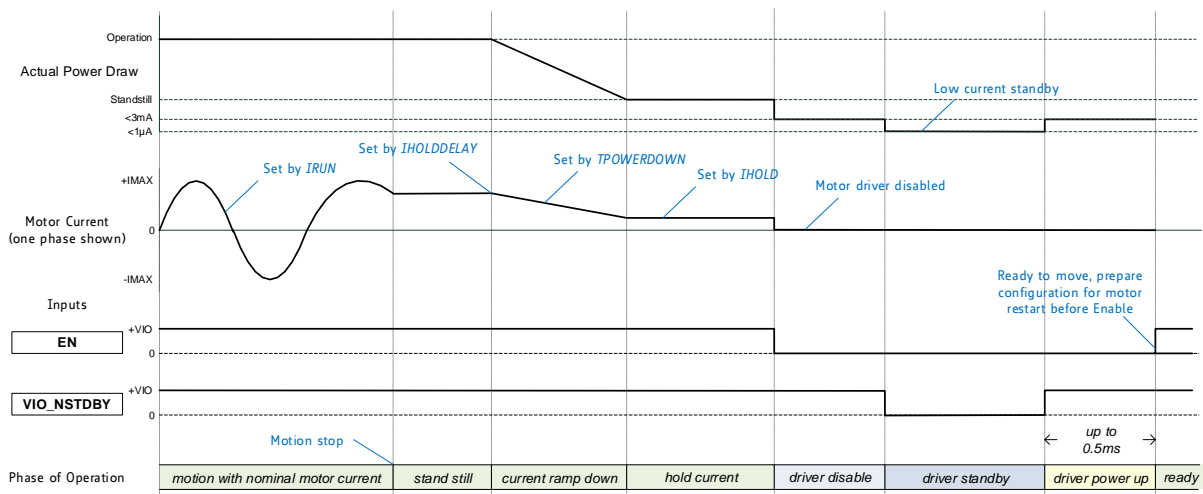 Operation
Actual Power Draw
Standstill
<3mA
<1µA
Low current standby
Set by IRUN
Set by IHOLDDELAY
Set by TPOWERDOWN
Set by IHOLD
Motor driver disabled
+IMAX
Motor Current
(one phase shown)
0
-IMAX
Ready to move, prepare
configuration for motor
restart before Enable
Inputs
+VIO
EN
0
+VIO
VIO_NSTDBY
0
up to
0.5ms
Motion stop
Phase of Operation
motion with nominal motor current
stand still
current ramp down
hold current
driver disable
driver standby
driver power up
ready